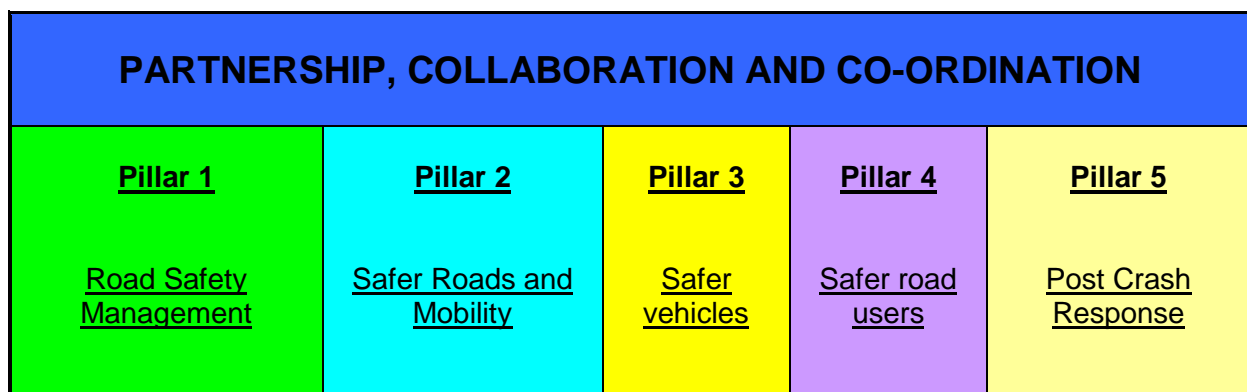 PARTNERSHIP, COLLABORATION AND CO-ORDINATION
Pillar 1
Road Safety
Management
Pillar 2
Safer Roads and
Mobility
Pillar 3
Safer
vehicles
Pillar 4
Safer road
users
Pillar 5
Post Crash
Response